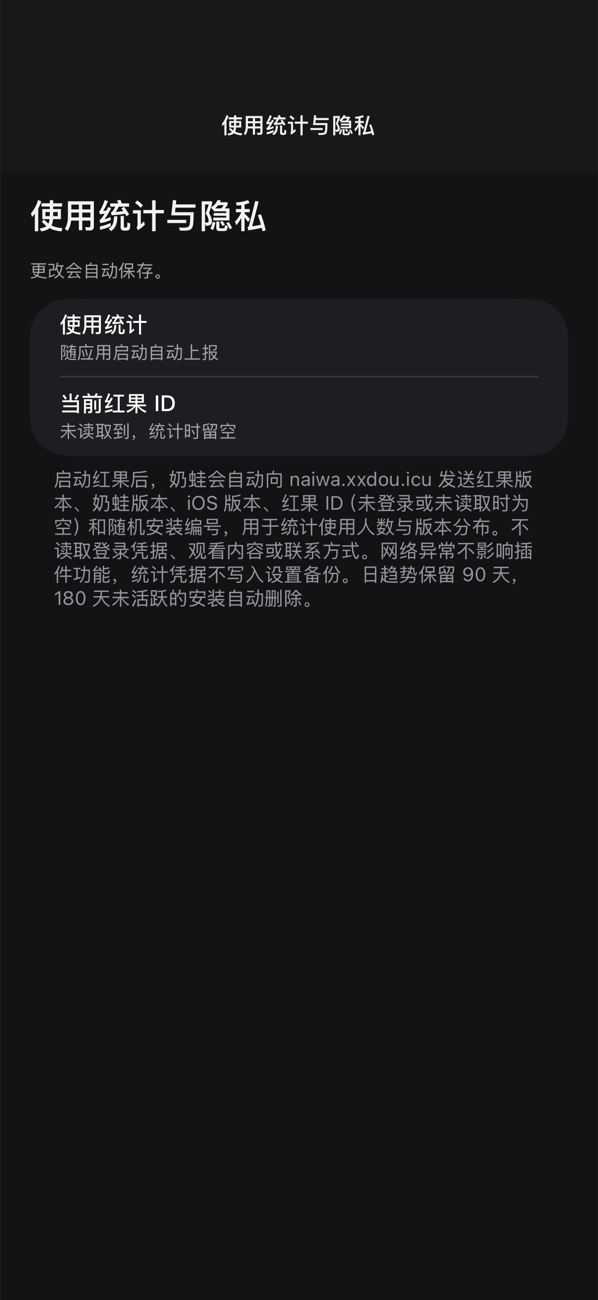 使用统计与隐私
使用统计与隐私
更改会自动保存。
使用统计
随应用启动自动上报
当前红果 ID
未读取到，统计时留空
启动红果后，奶蛙会自动向 naiwa.xxdou.icu 发送红果版
本、奶蛙版本、iOS 版本、红果 ID（未登录或未读取时为
空）和随机安装编号，用于统计使用人数与版本分布。不
读取登录凭据、观看内容或联系方式。网络异常不影响插
件功能，统计凭据不写入设置备份。日趋势保留 90 天，
180 天未活跃的安装自动删除。